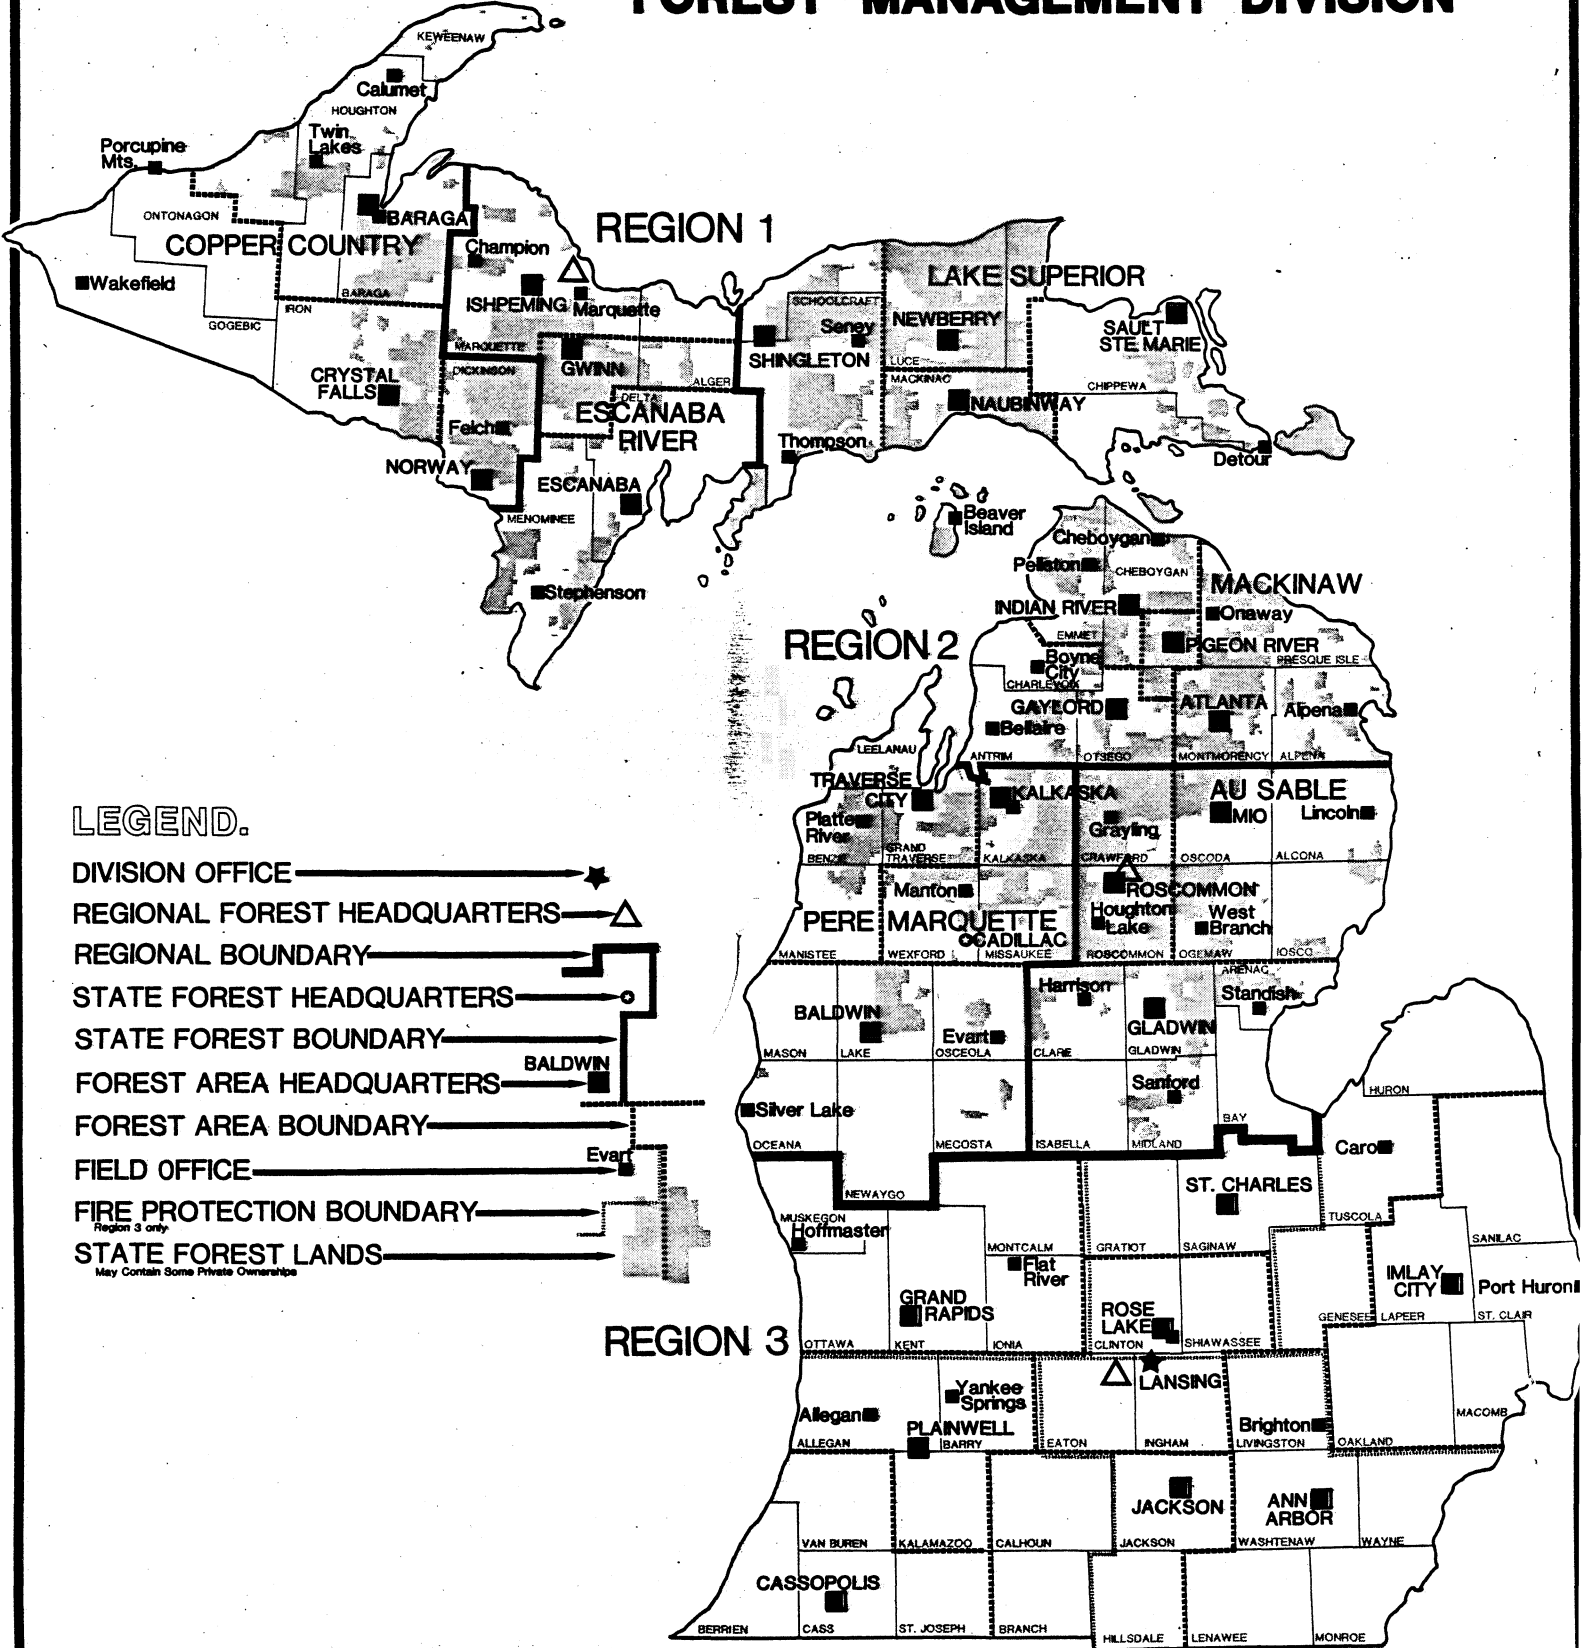 FOREST MANAGEMENT DIVISION
KEWEENAW
Calumet
HOUGHTON
Twin
Lakes
Porcupine
Mts.
ONTONAGON
BARAGA
COPPER COUNTRY
REGION 1
Champion
Wakefield
BARAGA
IRON
GOGEBIC
ISHPEMING
Marquette
MARQUETTE
DICKINSON
CRYSTAL
FALLS
GWINN
ALGER
DELTA
ESCANABA
RIVER
Felch
NORWAY
ESCANABA
MENOMINEE
Stephenson
LAKE SUPERIOR
SCHOOLCRAFT
Seney
SHINGLETON
NEWBERRY
LUCE
MACKINAC
SAULT
STE MARIE
CHIPPEWA
NAUBINWAY
Thompson
Detour
Beaver
Island
Cheboygan
Pellston
CHEBOYGAN
MACKINAW
INDIAN RIVER
Onaway
EMMET
PIGEON RIVER
PRESQUE ISLE
REGION 2
Boyne
City
CHARLEVOIX
GAYLORD
ATLANTA
Alpena
Bellaire
LEELANAU
ANTRIM
OTSEGO
MONTMORENCY
ALPENA
TRAVERSE
CITY
KALKASKA
AU SABLE
MIO
Lincoln
Platte
River
Grayling
BENZIE
GRAND
TRAVERSE
KALKASKA
CRAWFORD
OSCODA
ALCONA
Manton
ROSCOMMON
PERE MARQUETTE
Houghton
Lake
West
Branch
CADILLAC
MANISTEE
WEXFORD
MISSAUKEE
ROSCOMMON
OGEMAW
IOSCO
ARENAC
Harrison
Standish
BALDWIN
GLADWIN
Evart
MASON
LAKE
OSCEOLA
CLARE
GLADWIN
Sanford
HURON
Silver Lake
BAY
OCEANA
MECOSTA
ISABELLA
MIDLAND
Caro
NEWAYGO
ST. CHARLES
MUSKEGON
Hoffmaster
TUSCOLA
MONTCALM
GRATIOT
SAGINAW
SANILAC
Flat
River
IMLAY
CITY
Port Huron
GRAND
RAPIDS
ROSE
LAKE
GENESEE
LAPEER
ST. CLAIR
REGION 3
OTTAWA
KENT
IONIA
CLINTON
SHIAWASSEE
LANSING
Yankee
Springs
Allegan
PLAINWELL
Brighton
MACOMB
ALLEGAN
BARRY
EATON
INGHAM
LIVINGSTON
OAKLAND
JACKSON
ANN
ARBOR
VAN BUREN
KALAMAZOO
CALHOUN
JACKSON
WASHTENAW
WAYNE
CASSOPOLIS
BERRIEN
CASS
ST. JOSEPH
BRANCH
HILLSDALE
LENAWEE
MONROE
LEGEND.
DIVISION OFFICE
REGIONAL FOREST HEADQUARTERS
REGIONAL BOUNDARY
STATE FOREST HEADQUARTERS
STATE FOREST BOUNDARY
BALDWIN
FOREST AREA HEADQUARTERS
FOREST AREA BOUNDARY
Evart
FIELD OFFICE
FIRE PROTECTION BOUNDARY
Region 3 only
STATE FOREST LANDS
May Contain Some Private Ownerships